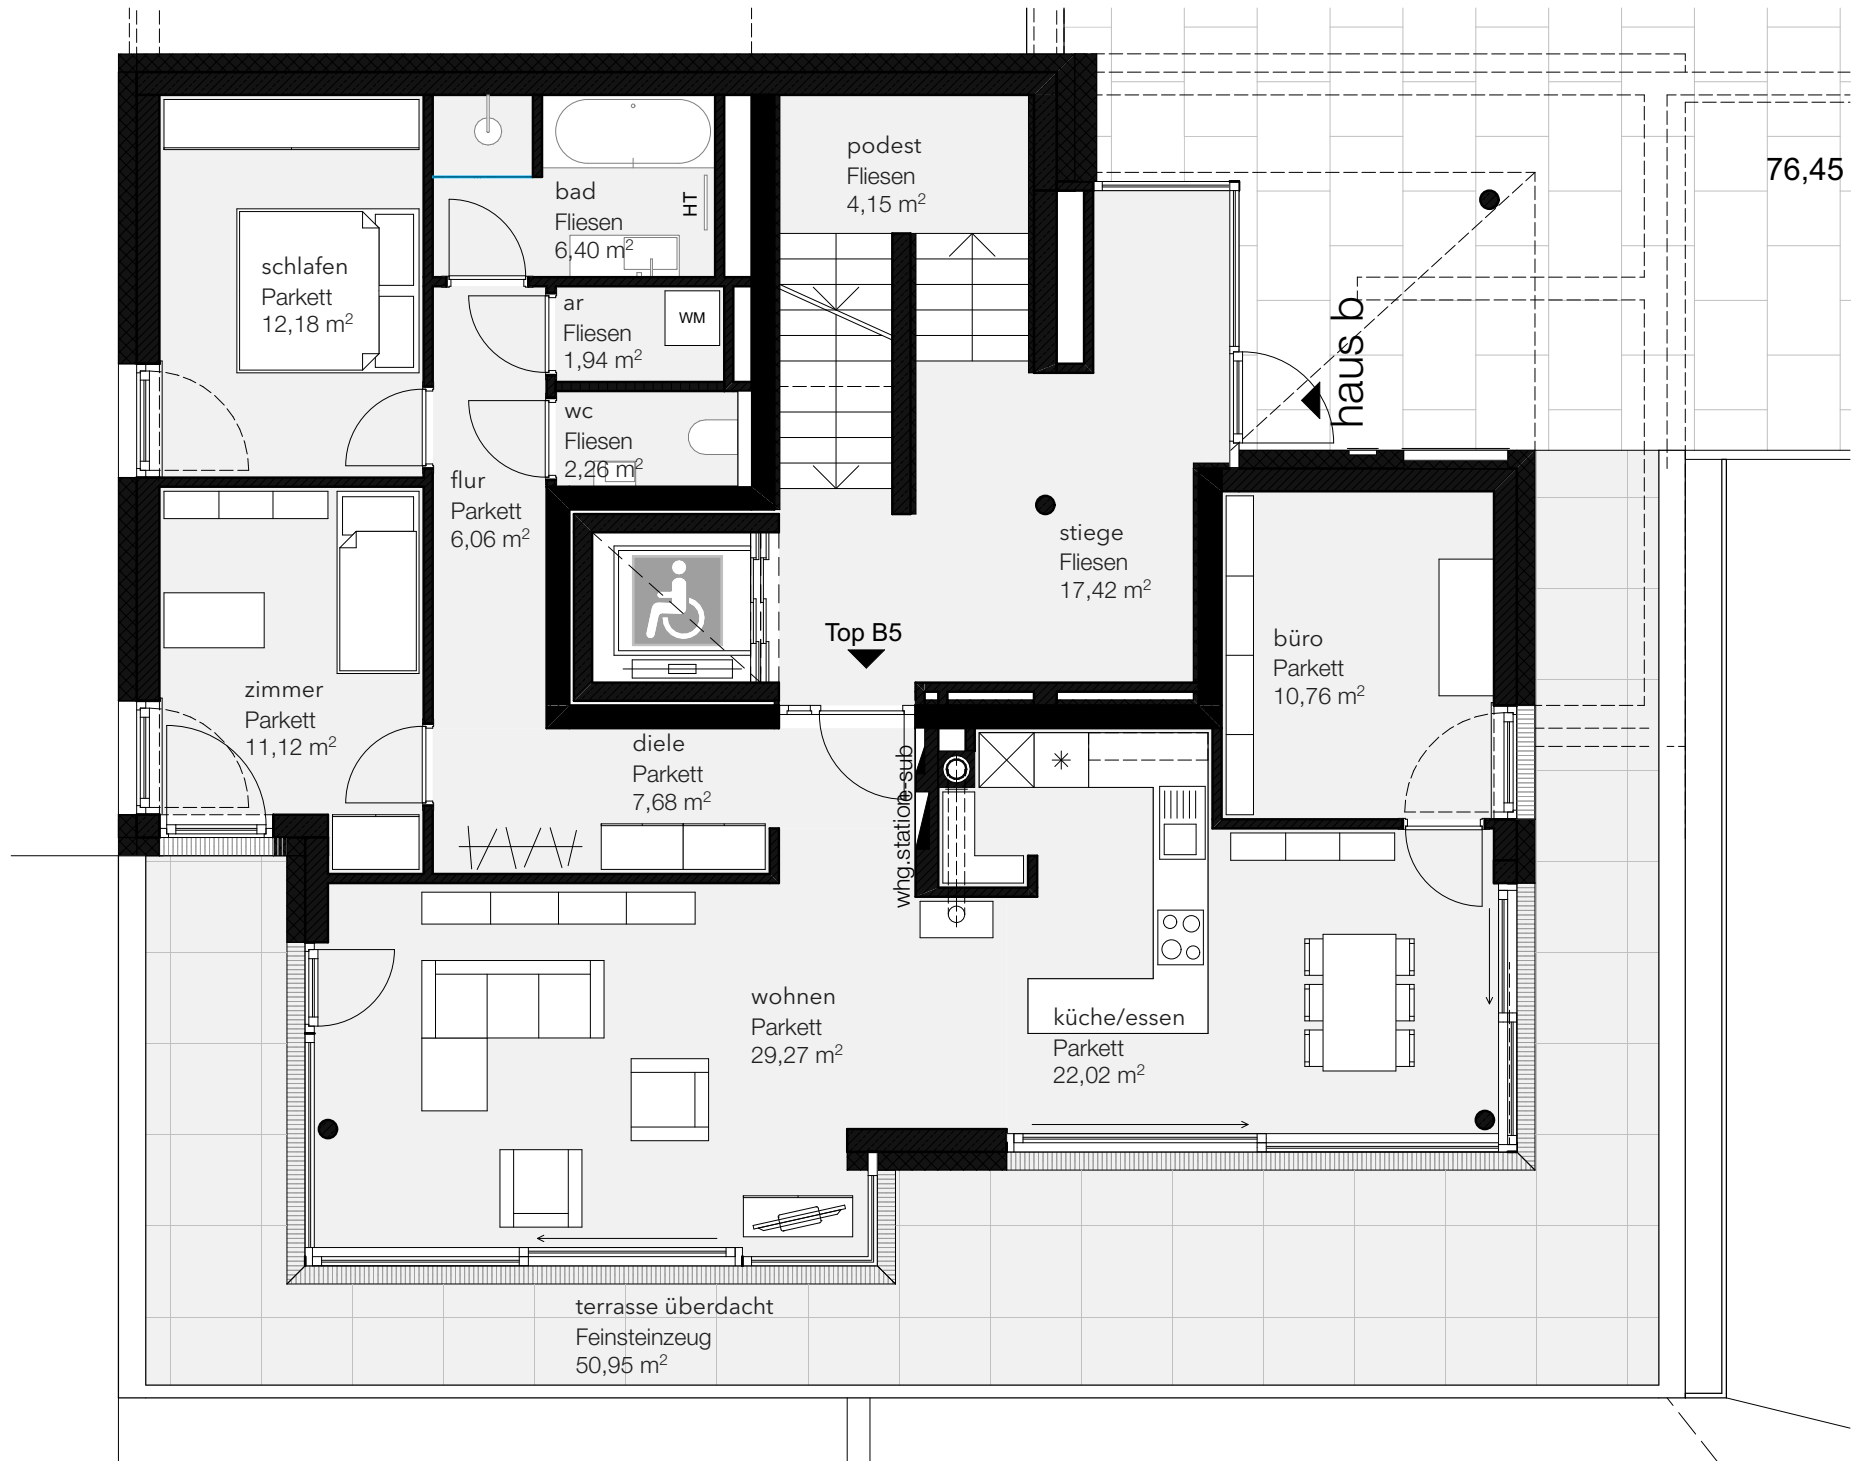 podest
Fliesen
4,15 m²
76,45
bad
Fliesen
6,40 m²
HT
schlafen
Parkett
12,18 m²
ar
Fliesen
1,94 m²
WM
haus b
wc
Fliesen
2,26 m²
flur
Parkett
6,06 m²
stiege
Fliesen
17,42 m²
Top B5
büro
Parkett
10,76 m²
zimmer
Parkett
11,12 m²
diele
Parkett
7,68 m²
whg.station
e-sub
wohnen
Parkett
29,27 m²
küche/essen
Parkett
22,02 m²
terrasse überdacht
Feinsteinzeug
50,95 m²